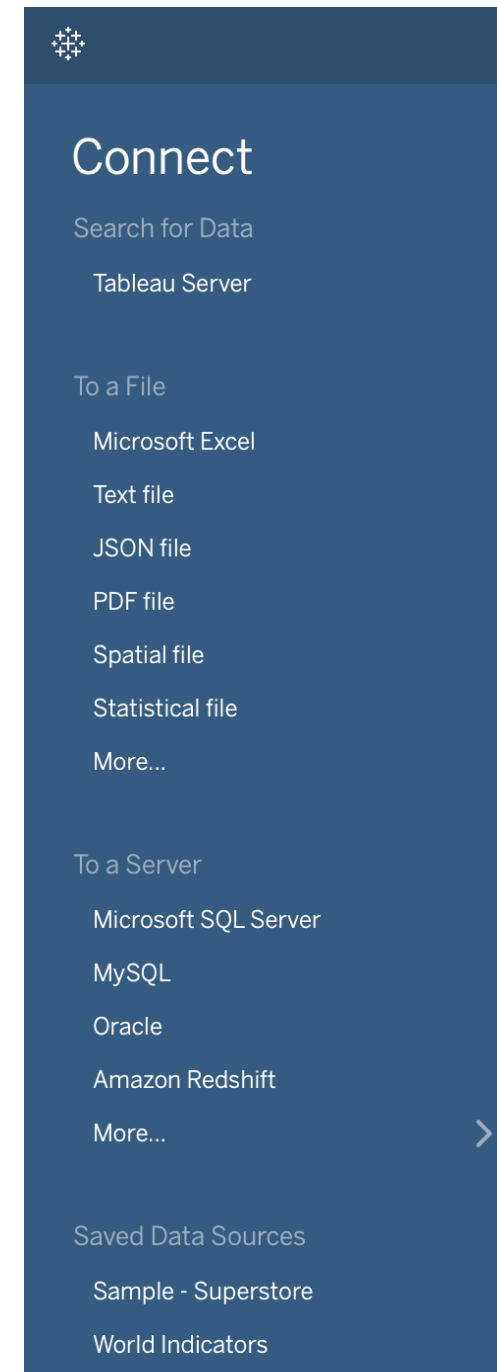 Connect
Search for Data
Tableau Server
To a File
Microsoft Excel
Text file
JSON file
PDF file
Spatial file
Statistical file
More...
To a Server
Microsoft SQL Server
MySQL
Oracle
Amazon Redshift
More...
Saved Data Sources
Sample - Superstore
World Indicators